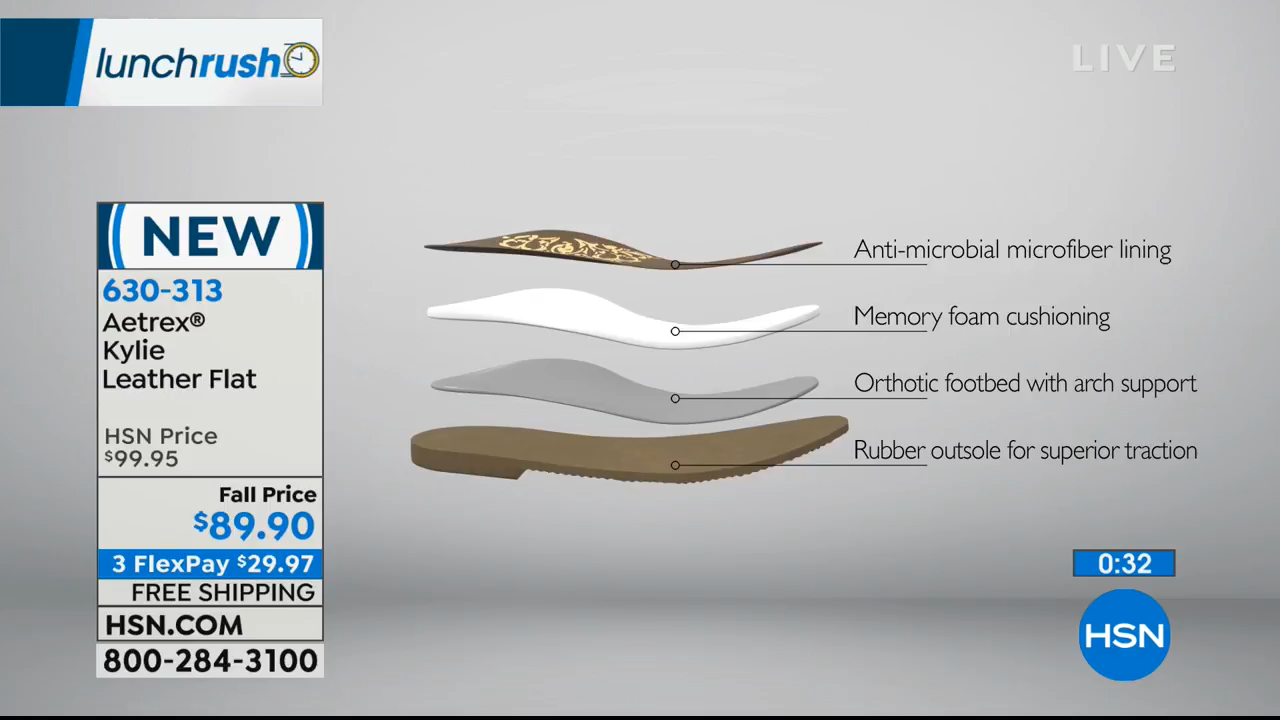 lunchrush
LIVE
NEW
630-313
Aetrex®
Kylie
Leather Flat
HSN Price
$99.95
Fall Price
$89.90
3 FlexPay $29.97
FREE SHIPPING
HSN.COM
800-284-3100
Anti-microbial microfiber lining
Memory foam cushioning
Orthotic footbed with arch support
Rubber outsole for superior traction
0:32
HSN